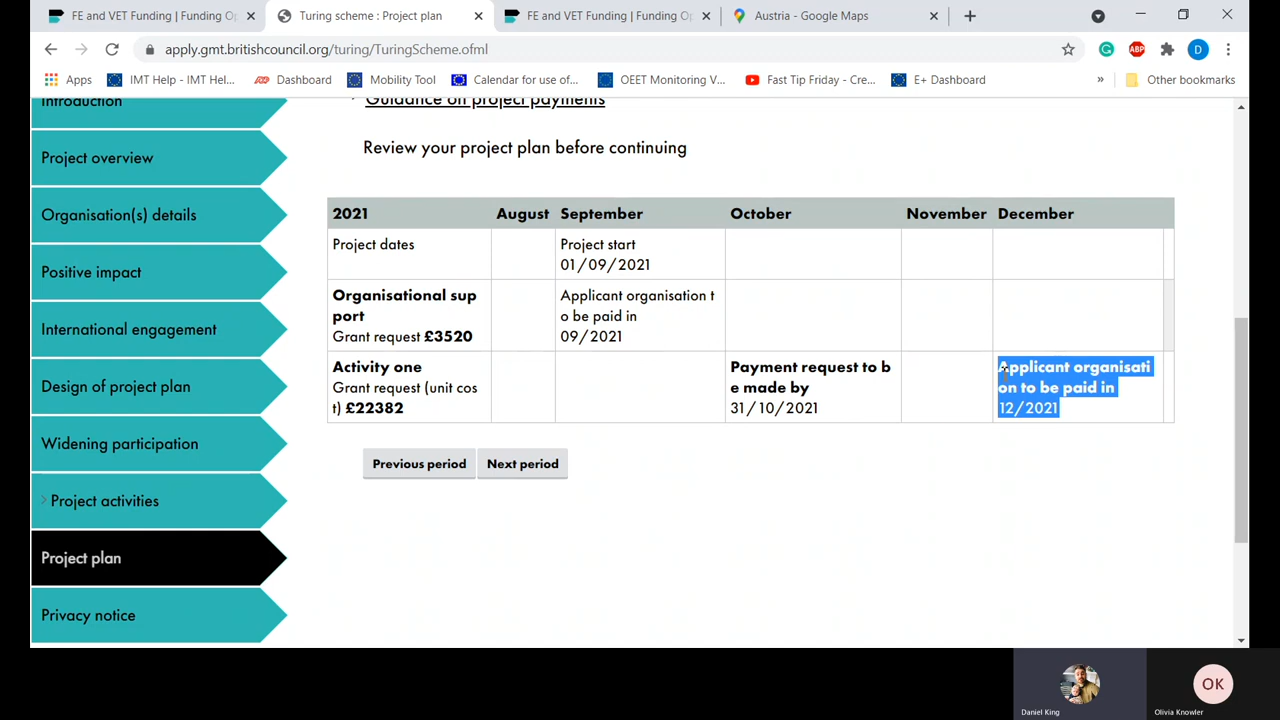 FE and VET Funding | Funding Op
Turing scheme : Project plan
FE and VET Funding | Funding Op
Austria - Google Maps
apply.gmt.britishcouncil.org/turing/TuringScheme.ofml
D
Apps
IMT Help - IMT Hel...
Dashboard
Mobility Tool
Calendar for use of...
OEET Monitoring V...
Fast Tip Friday - Cre...
E+ Dashboard
»
Other bookmarks
Introduction
Project overview
Organisation(s) details
Positive impact
International engagement
Design of project plan
Widening participation
Project activities
Project plan
Privacy notice
Guidance on project payments
Review your project plan before continuing
2021 August September October November December
Project dates
Project start
01/09/2021
Organisational sup
port
Grant request £3520
Applicant organisation t
o be paid in
09/2021
Activity one
Grant request (unit cos
t) £22382
Payment request to b
e made by
31/10/2021
Applicant organisati
on to be paid in
12/2021
Previous period
Next period
Daniel King
OK
Olivia Knowler